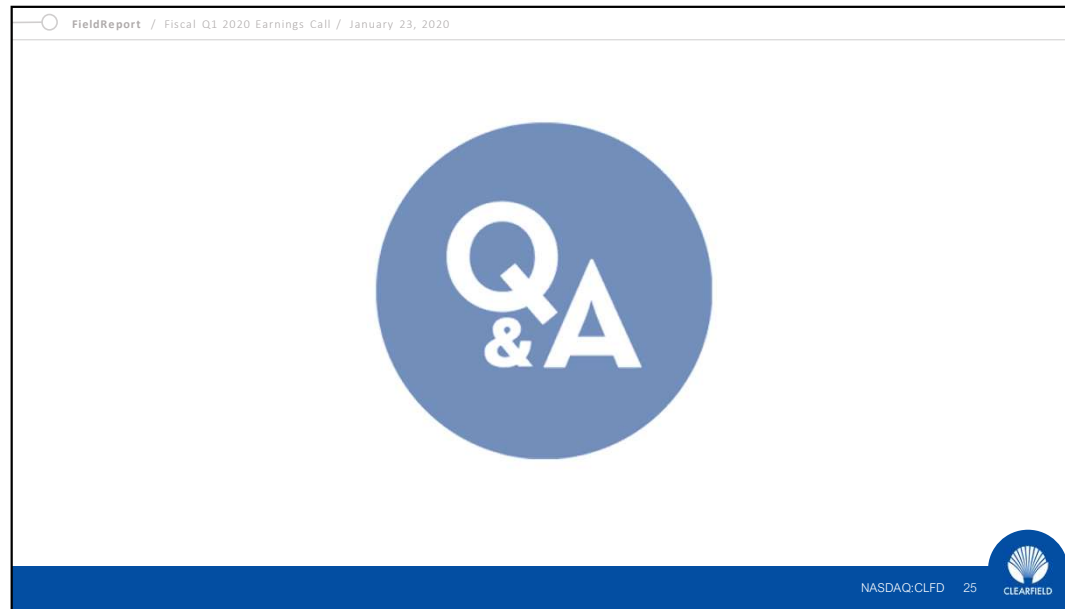 FieldReport / Fiscal Q1 2020 Earnings Call / January 23, 2020
Q
&A
NASDAQ:CLFD 25
CLEARFIELD